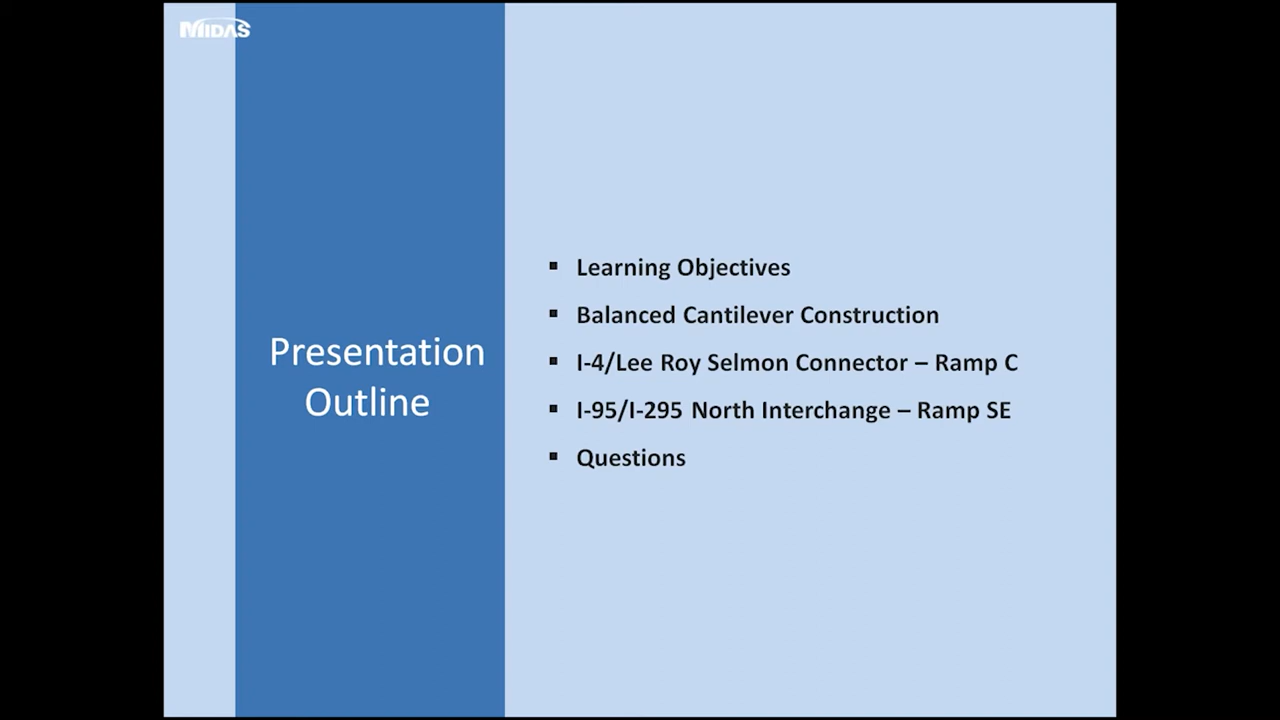 MIDAS
Presentation
Outline
▪ Learning Objectives
▪ Balanced Cantilever Construction
▪ I-4/Lee Roy Selmon Connector – Ramp C
▪ I-95/I-295 North Interchange – Ramp SE
▪ Questions